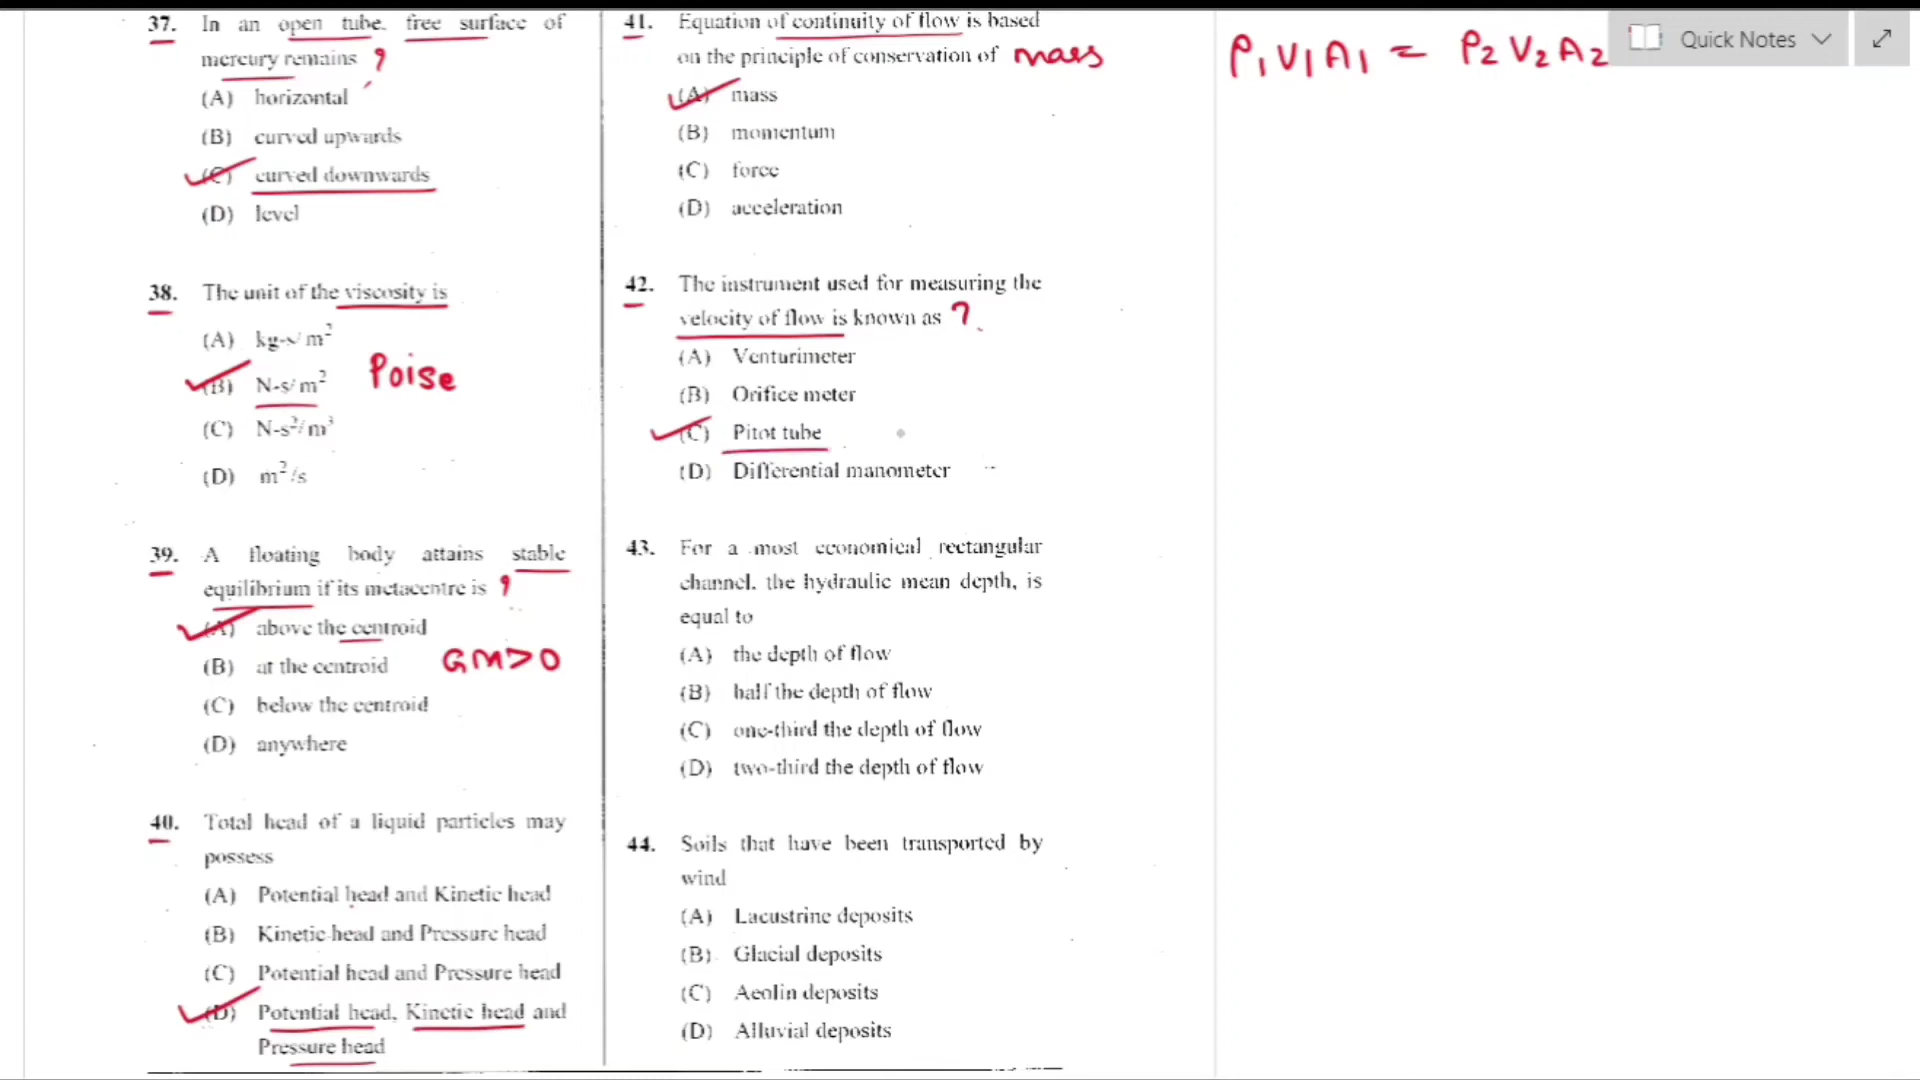 37. In an open tube, free surface of
mercury remains ?
(A) horizontal
(B) curved upwards
(C) curved downwards
(D) level
38. The unit of the viscosity is
(A) kg-s/m²
(B) N-s/m² Poise
(C) N-s²/m³
(D) m²/s
39. A floating body attains stable
equilibrium if its metacentre is ?
(A) above the centroid
(B) at the centroid GM>0
(C) below the centroid
(D) anywhere
40. Total head of a liquid particles may
possess
(A) Potential head and Kinetic head
(B) Kinetic head and Pressure head
(C) Potential head and Pressure head
(D) Potential head, Kinetic head and
Pressure head
41. Equation of continuity of flow is based
on the principle of conservation of mass
(A) mass
(B) momentum
(C) force
(D) acceleration
42. The instrument used for measuring the
velocity of flow is known as ?
(A) Venturimeter
(B) Orifice meter
(C) Pitot tube
(D) Differential manometer
43. For a most economical rectangular
channel, the hydraulic mean depth, is
equal to
(A) the depth of flow
(B) half the depth of flow
(C) one-third the depth of flow
(D) two-third the depth of flow
44. Soils that have been transported by
wind
(A) Lacustrine deposits
(B) Glacial deposits
(C) Aeolin deposits
(D) Alluvial deposits
ρ₁V₁A₁ = ρ₂V₂A₂
Quick Notes